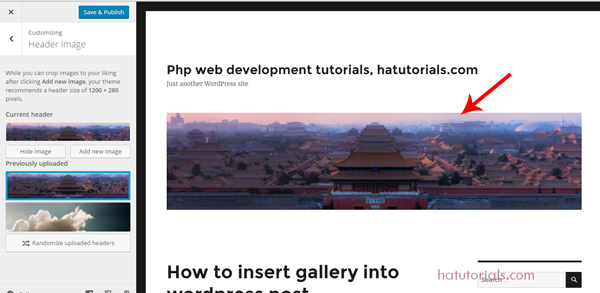 Save & Publish
Customizing
Header Image
While you can crop images to your liking
after clicking Add new image, your theme
recommends a header size of 1200 × 280
pixels.
Current header
Hide image
Add new image
Previously uploaded
Randomize uploaded headers
Php web development tutorials, hatutorials.com
Just another WordPress site
How to insert gallery into
wordpress post
Search …
hatutorials.com